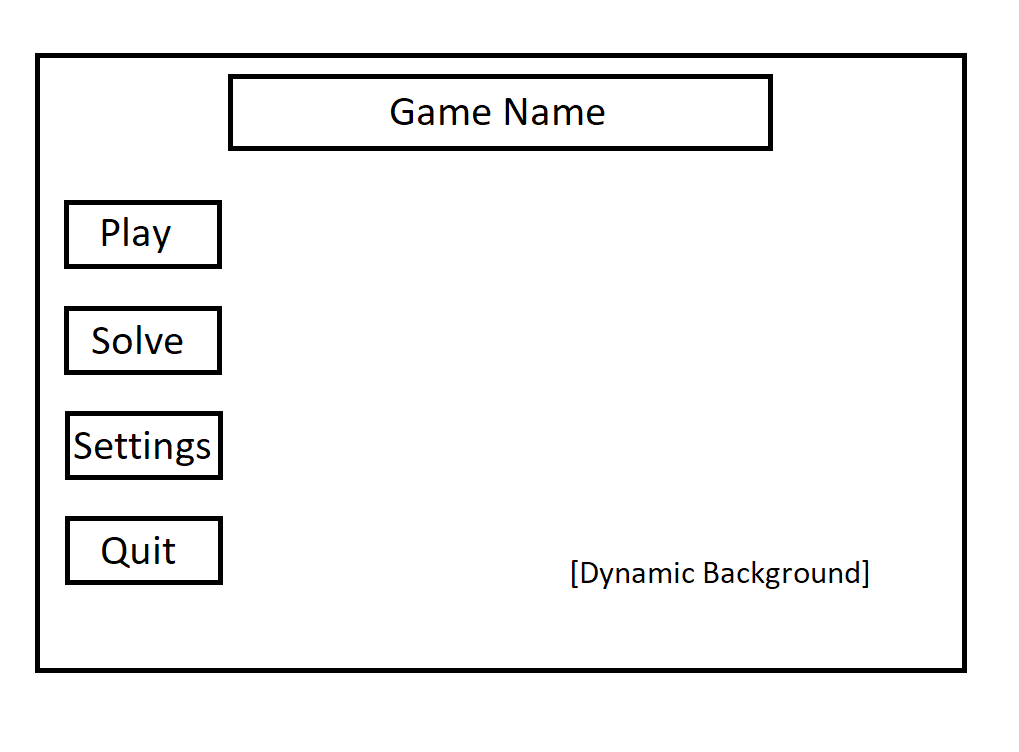 Game Name
Play
Solve
Settings
Quit
[Dynamic Background]